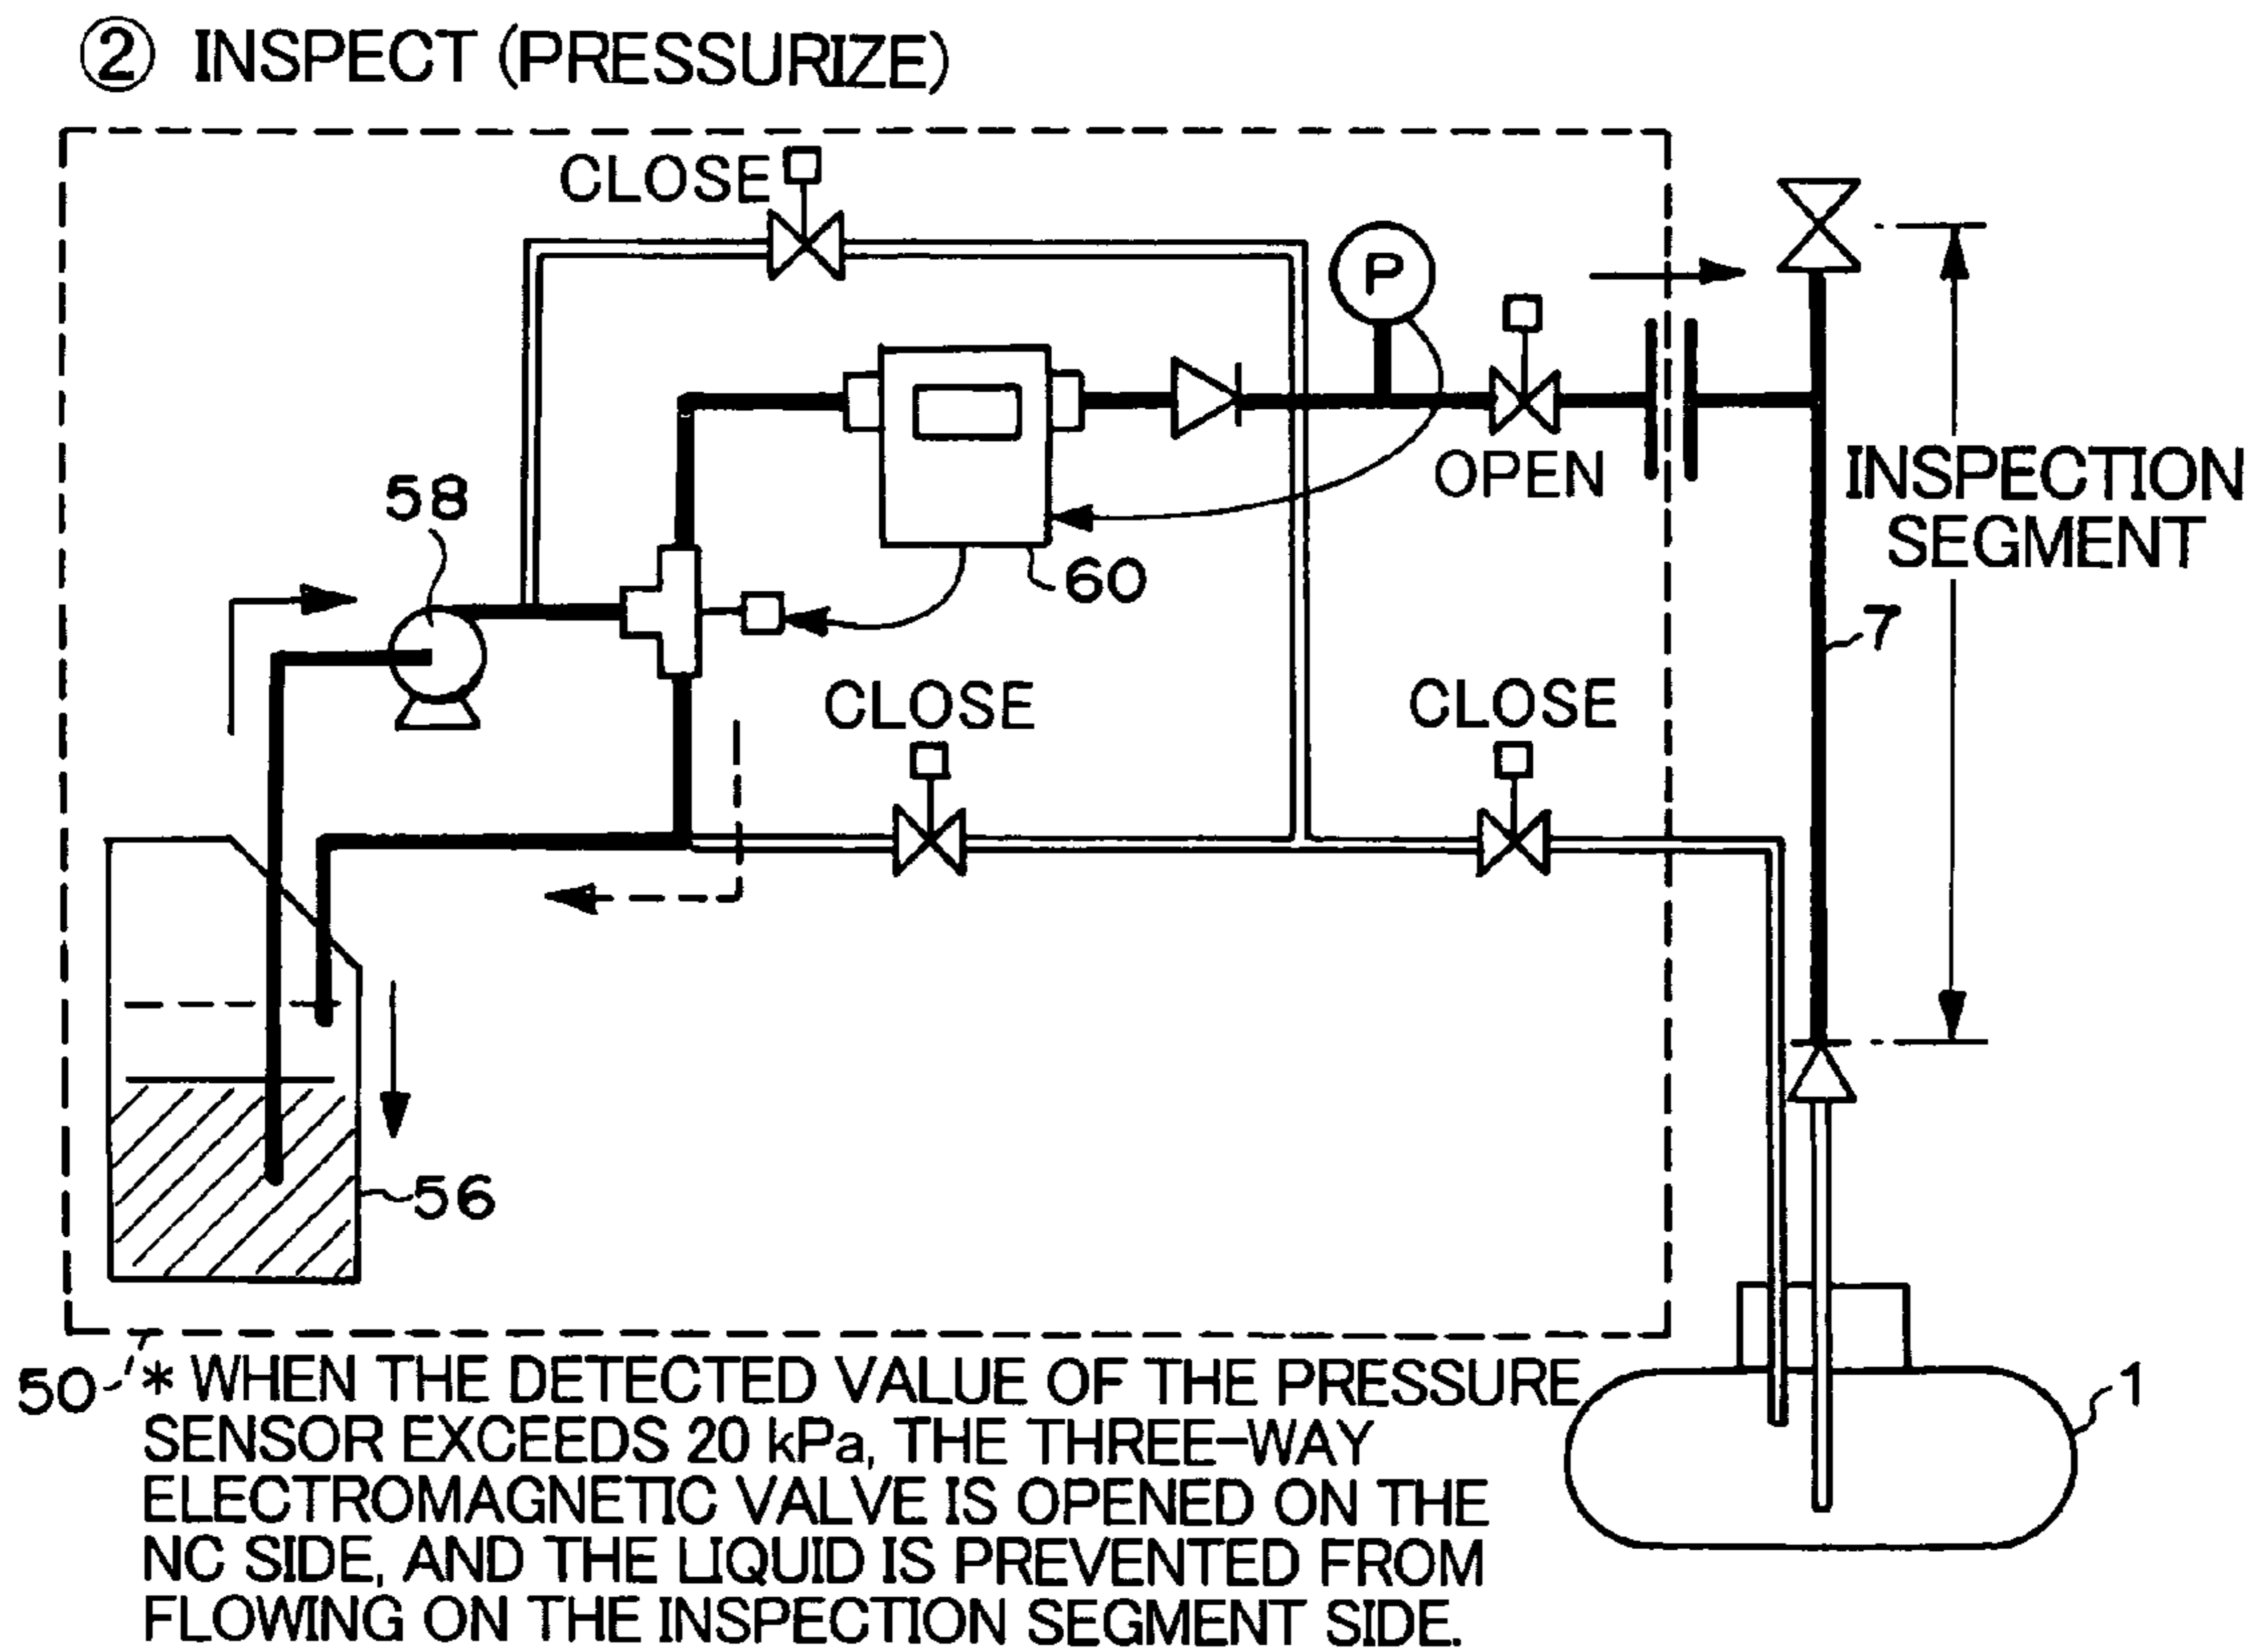 ② INSPECT (PRESSURIZE)
CLOSE
P
OPEN
INSPECTION
SEGMENT
58
60
7
CLOSE
CLOSE
56
50
1
* WHEN THE DETECTED VALUE OF THE PRESSURE
SENSOR EXCEEDS 20 kPa, THE THREE-WAY
ELECTROMAGNETIC VALVE IS OPENED ON THE
NC SIDE, AND THE LIQUID IS PREVENTED FROM
FLOWING ON THE INSPECTION SEGMENT SIDE.